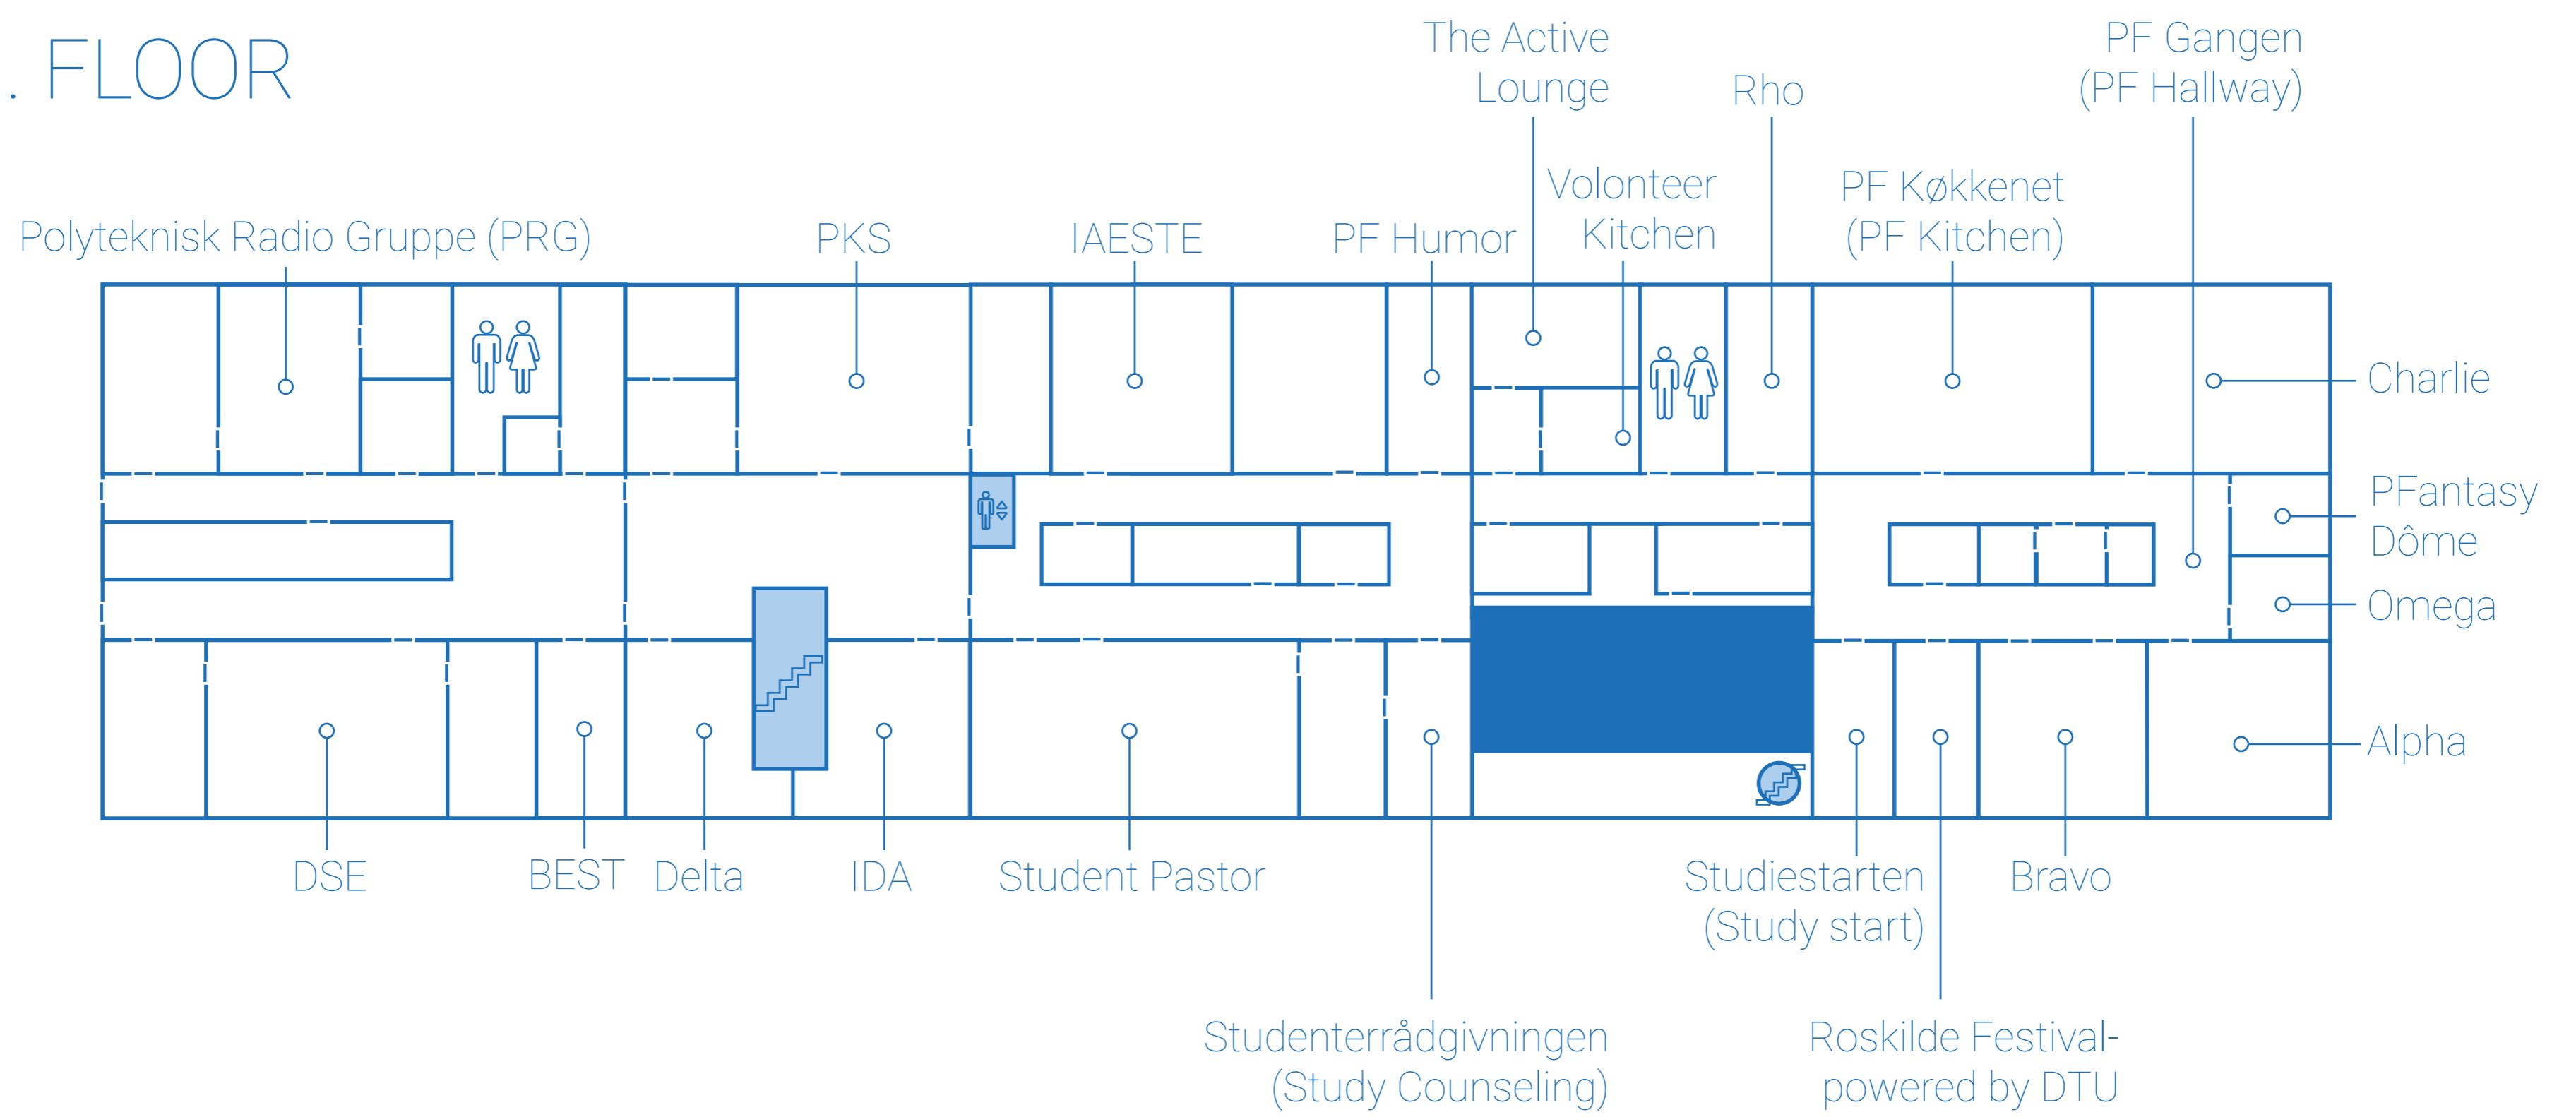 . FLOOR
The Active
Lounge
Rho
PF Gangen
(PF Hallway)
Polyteknisk Radio Gruppe (PRG)
PKS
IAESTE
PF Humor
Volonteer
Kitchen
PF Køkkenet
(PF Kitchen)
Charlie
PFantasy
Dôme
Omega
Alpha
DSE
BEST
Delta
IDA
Student Pastor
Studiestarten
(Study start)
Bravo
Studenterrådgivningen
(Study Counseling)
Roskilde Festival-
powered by DTU